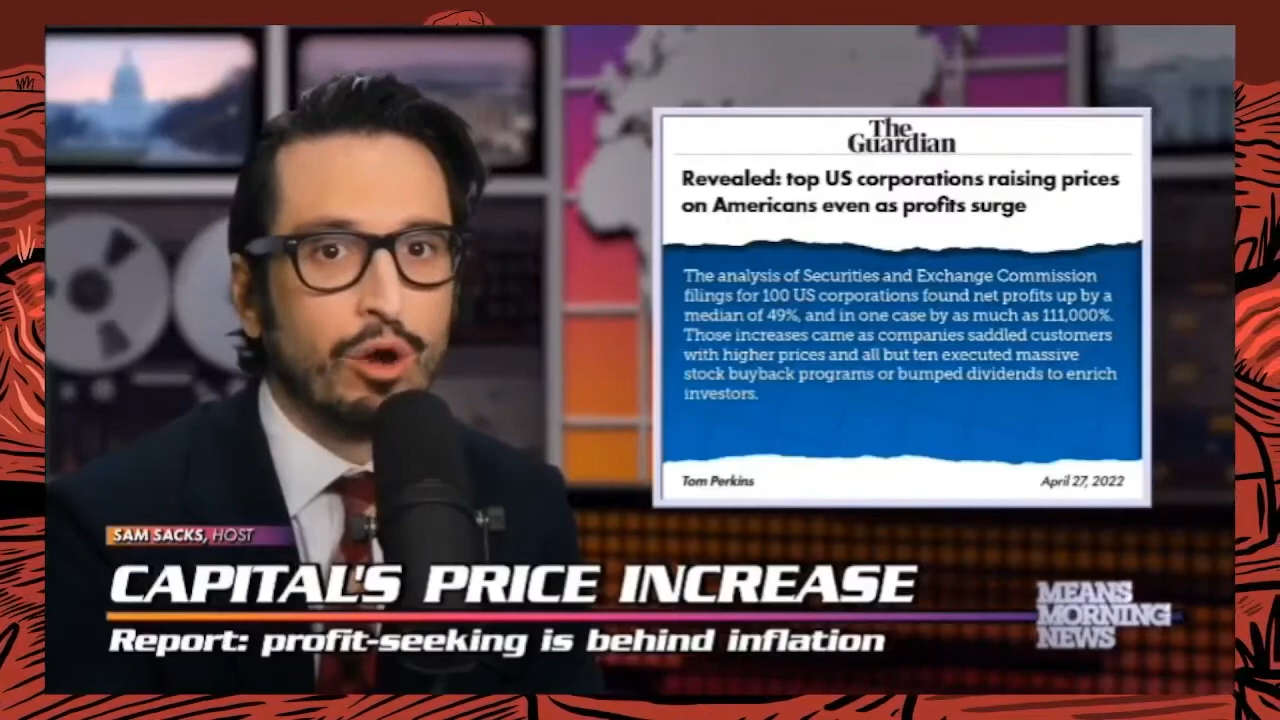 The
Guardian
Revealed: top US corporations raising prices
on Americans even as profits surge
The analysis of Securities and Exchange Commission
filings for 100 US corporations found net profits up by a
median of 49%, and in one case by as much as 111,000%.
Those increases came as companies saddled customers
with higher prices and all but ten executed massive
stock buyback programs or bumped dividends to enrich
investors.
Tom Perkins
April 27, 2022
SAM SACKS, HOST
CAPITAL'S PRICE INCREASE
Report: profit-seeking is behind inflation
MEANS
MORNING
NEWS